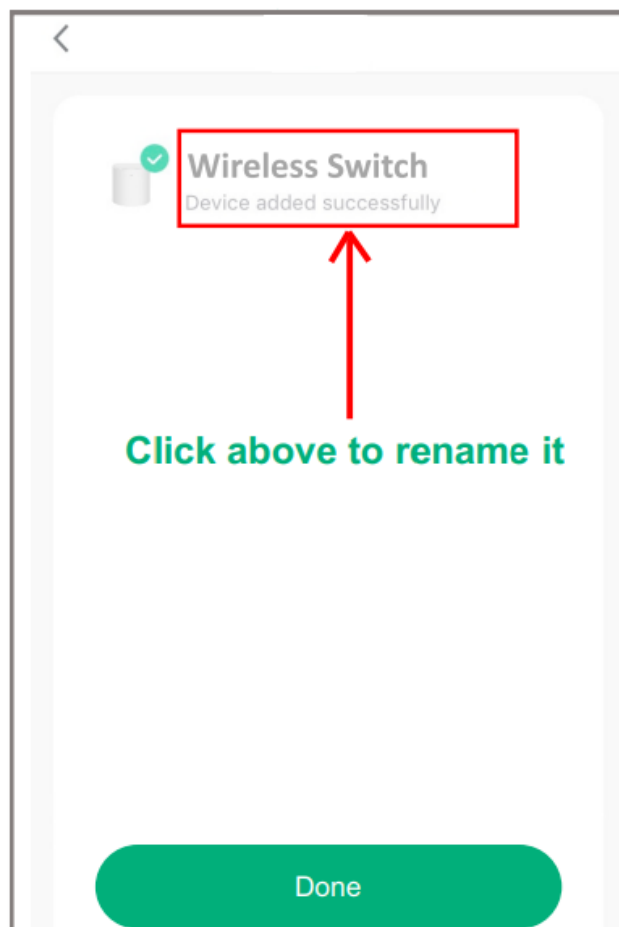 Wireless Switch
Device added successfully
Click above to rename it
Done